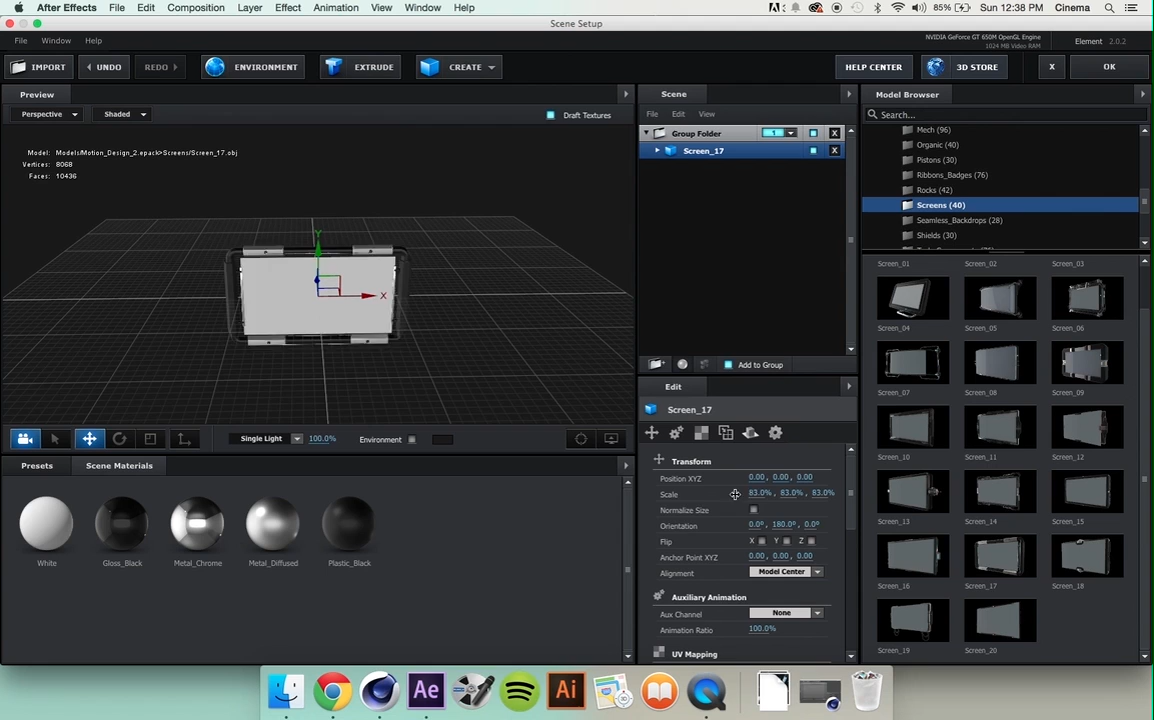 After Effects File Edit Composition Layer Effect Animation View Window Help 85% Sun 12:38 PM Cinema
Scene Setup
File Window Help
NVIDIA GeForce GT 650M OpenGL Engine
1024 MB Video RAM
Element 2.0.2
IMPORT UNDO REDO ENVIRONMENT EXTRUDE CREATE HELP CENTER 3D STORE X OK
Preview
Perspective Shaded Draft Textures
Model: Models/Motion_Design_2.epack>Screens/Screen_17.obj
Vertices: 8068
Faces: 10436
Y
X
Single Light 100.0% Environment
Presets Scene Materials
White Gloss_Black Metal_Chrome Metal_Diffused Plastic_Black
Scene
File Edit View
Group Folder 1 X
Screen_17 X
Add to Group
Edit
Screen_17
Transform
Position XYZ 0.00, 0.00, 0.00
Scale 83.0%, 83.0%, 83.0%
Normalize Size
Orientation 0.0°, 180.0°, 0.0°
Flip X Y Z
Anchor Point XYZ 0.00, 0.00, 0.00
Alignment Model Center
Auxiliary Animation
Aux Channel None
Animation Ratio 100.0%
UV Mapping
Model Browser
Search...
Mech (96)
Organic (40)
Pistons (30)
Ribbons_Badges (76)
Rocks (42)
Screens (40)
Seamless_Backdrops (28)
Shields (30)
Screen_01 Screen_02 Screen_03
Screen_04 Screen_05 Screen_06
Screen_07 Screen_08 Screen_09
Screen_10 Screen_11 Screen_12
Screen_13 Screen_14 Screen_15
Screen_16 Screen_17 Screen_18
Screen_19 Screen_20
Ae Ai